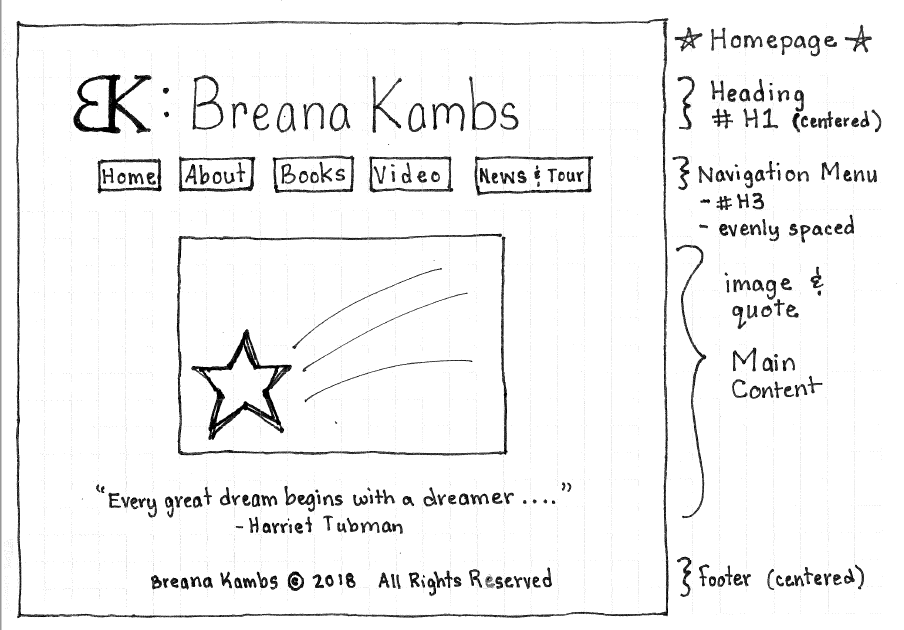 BK: Breana Kambs
Home About Books Video News & Tour
"Every great dream begins with a dreamer ...."
- Harriet Tubman
Breana Kambs © 2018 All Rights Reserved
☆ Homepage ☆
Heading
# H1 (centered)
Navigation Menu
- # H3
- evenly spaced
image &
quote
Main
Content
footer (centered)